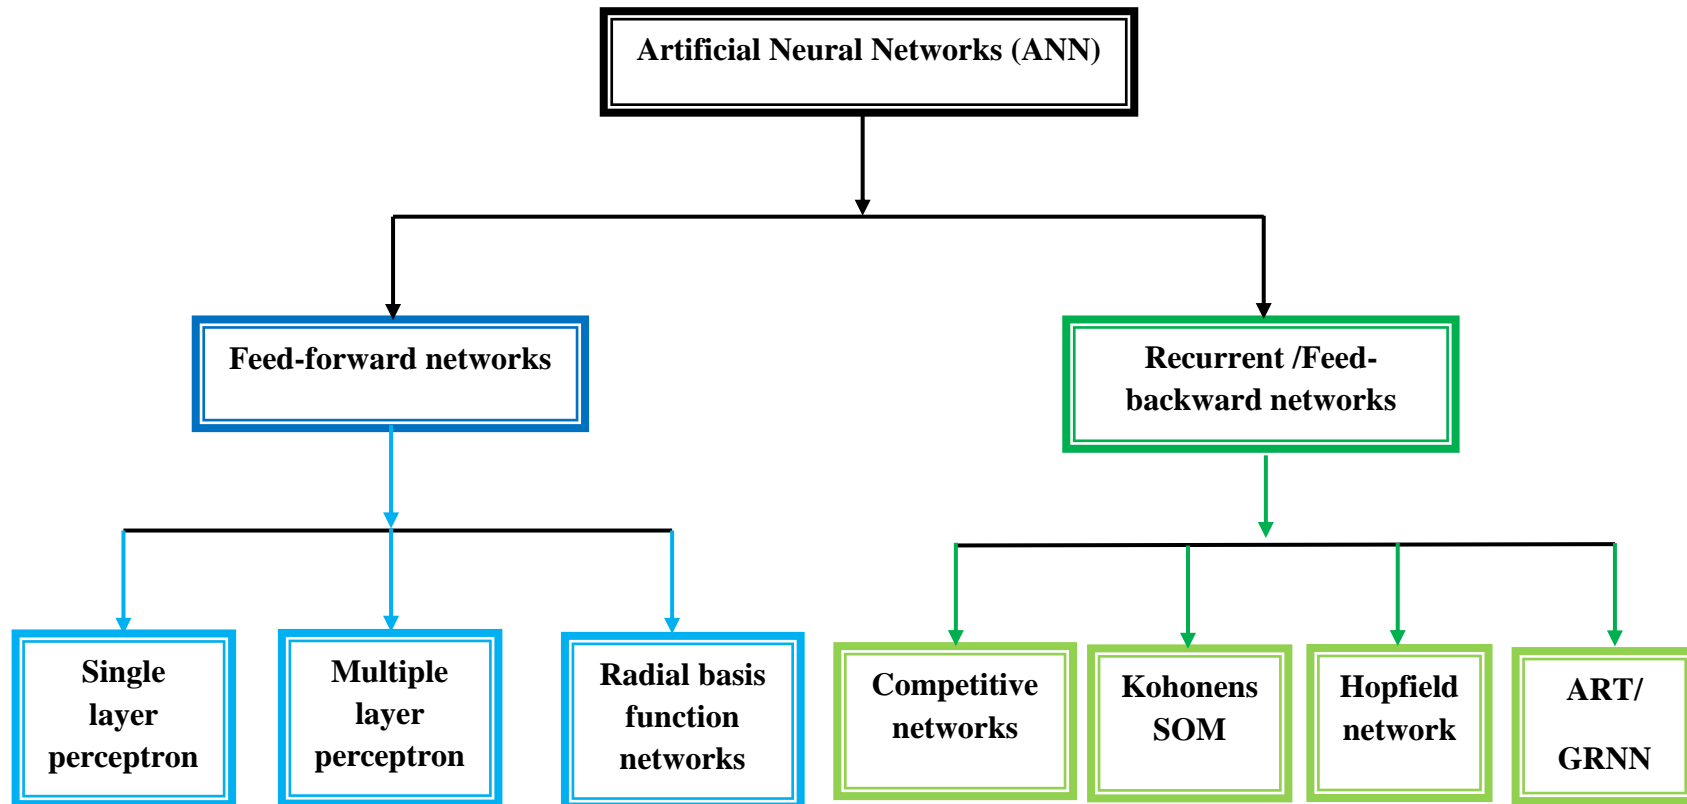 Artificial Neural Networks (ANN)
Feed-forward networks
Recurrent /Feed-
backward networks
Single
layer
perceptron
Multiple
layer
perceptron
Radial basis
function
networks
Competitive
networks
Kohonens
SOM
Hopfield
network
ART/
GRNN